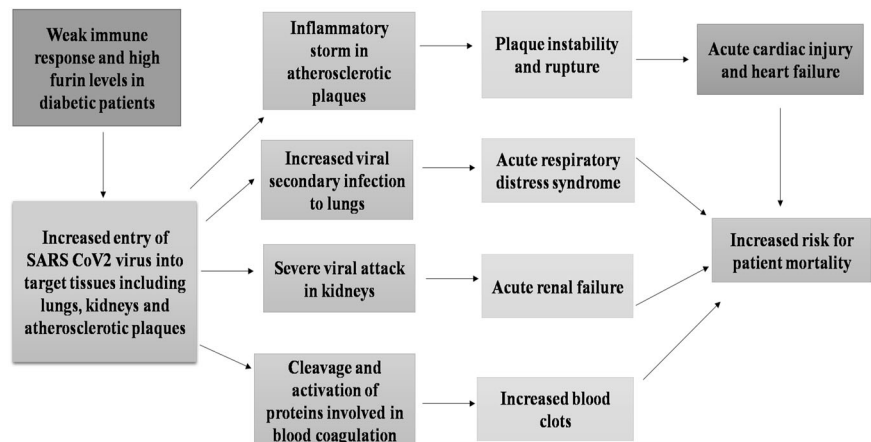 Weak immune
response and high
furin levels in
diabetic patients
Inflammatory
storm in
atherosclerotic
plaques
Plaque instability
and rupture
Acute cardiac injury
and heart failure
Increased viral
secondary infection
to lungs
Acute respiratory
distress syndrome
Increased entry of
SARS CoV2 virus into
target tissues including
lungs, kidneys and
atherosclerotic plaques
Increased risk for
patient mortality
Severe viral attack
in kidneys
Acute renal failure
Cleavage and
activation of
proteins involved in
blood coagulation
Increased blood
clots